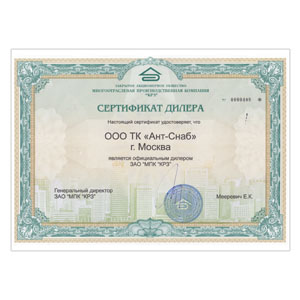 ЗАКРЫТОЕ АКЦИОНЕРНОЕ ОБЩЕСТВО
МНОГООТРАСЛЕВАЯ ПРОИЗВОДСТВЕННАЯ КОМПАНИЯ
"КРЗ"
СЕРТИФИКАТ ДИЛЕРА
Настоящий сертификат удостоверяет, что
ООО ТК «Ант-Снаб»
г. Москва
является официальным дилером
ЗАО "МПК "КРЗ"
Генеральный директор
ЗАО "МПК "КРЗ"
Меерович Е.К.